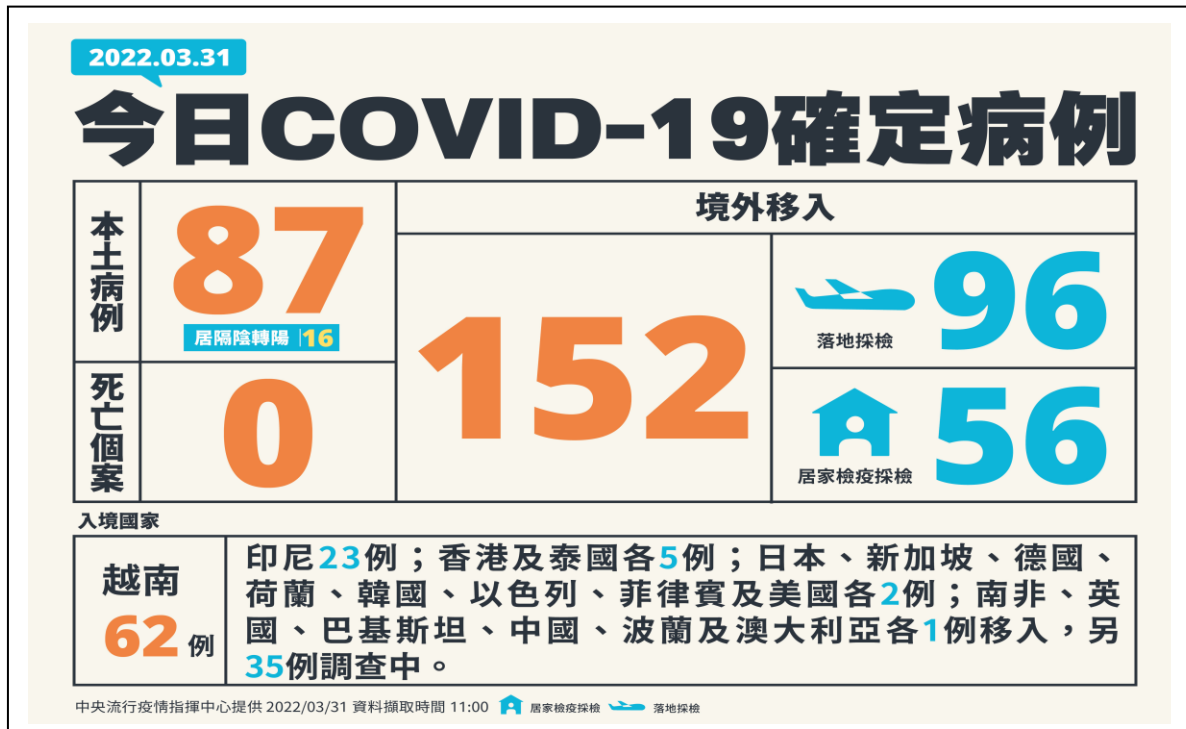 2022.03.31
今日COVID-19確定病例
本土病例
87
居隔陰轉陽 |16
死亡個案
0
境外移入
152
落地採檢
96
居家檢疫採檢
56
入境國家
越南
62 例
印尼23例；香港及泰國各5例；日本、新加坡、德國、
荷蘭、韓國、以色列、菲律賓及美國各2例；南非、英
國、巴基斯坦、中國、波蘭及澳大利亞各1例移入，另
35例調查中。
中央流行疫情指揮中心提供 2022/03/31 資料擷取時間 11:00 居家檢疫採檢 落地採檢